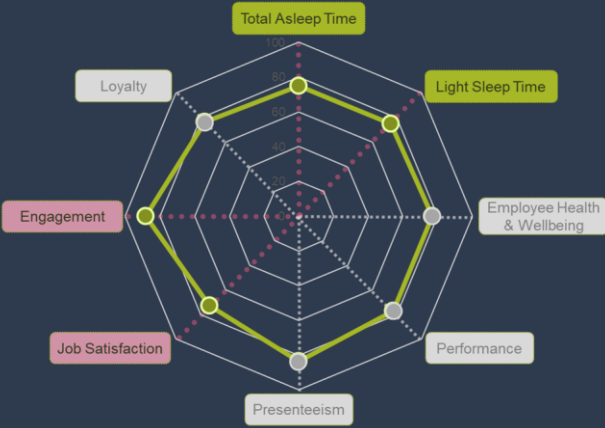 Total Asleep Time
100
Loyalty
80
Light Sleep Time
60
40
20
Engagement
0
Employee Health
& Wellbeing
Job Satisfaction
Performance
Presenteeism